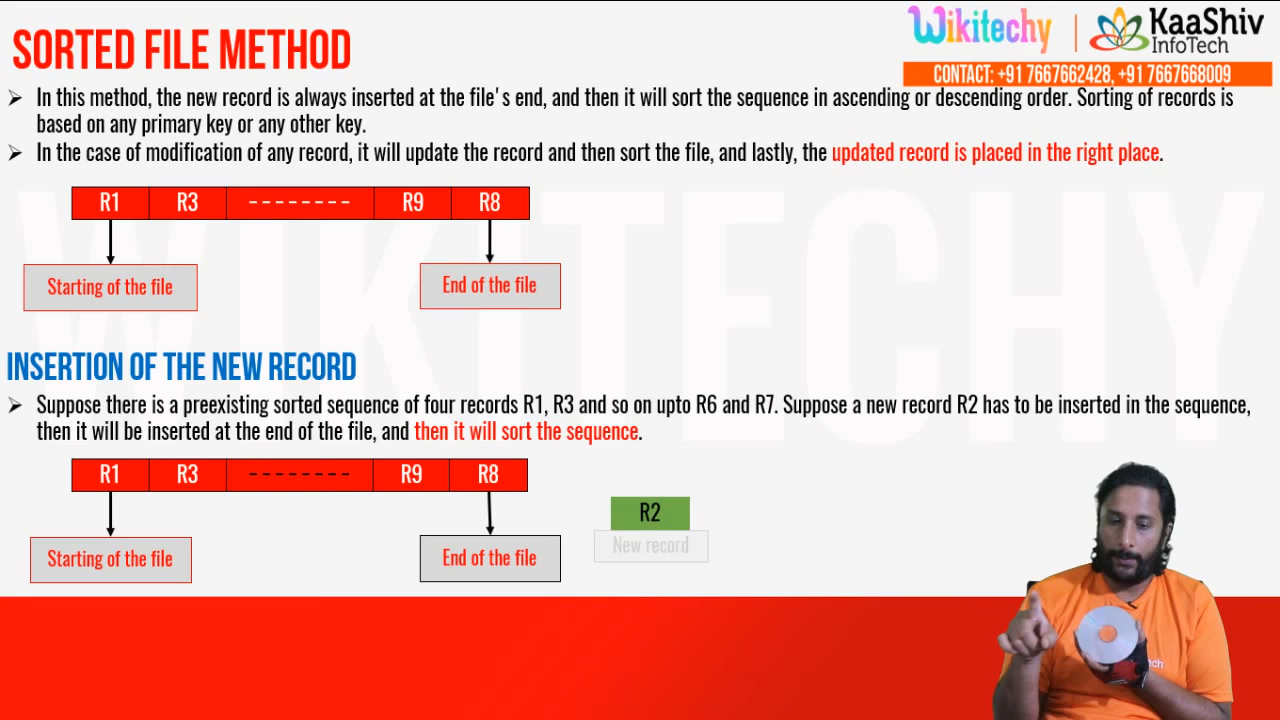 Wikitechy
KaaShiv
InfoTech
SORTED FILE METHOD
CONTACT: +91 7667662428, +91 7667668009
➢ In this method, the new record is always inserted at the file's end, and then it will sort the sequence in ascending or descending order. Sorting of records is
based on any primary key or any other key.
➢ In the case of modification of any record, it will update the record and then sort the file, and lastly, the updated record is placed in the right place.
WIKITECHY
R1 R3 -------- R9 R8
Starting of the file End of the file
INSERTION OF THE NEW RECORD
➢ Suppose there is a preexisting sorted sequence of four records R1, R3 and so on upto R6 and R7. Suppose a new record R2 has to be inserted in the sequence,
then it will be inserted at the end of the file, and then it will sort the sequence.
R1 R3 -------- R9 R8
R2
New record
Starting of the file End of the file